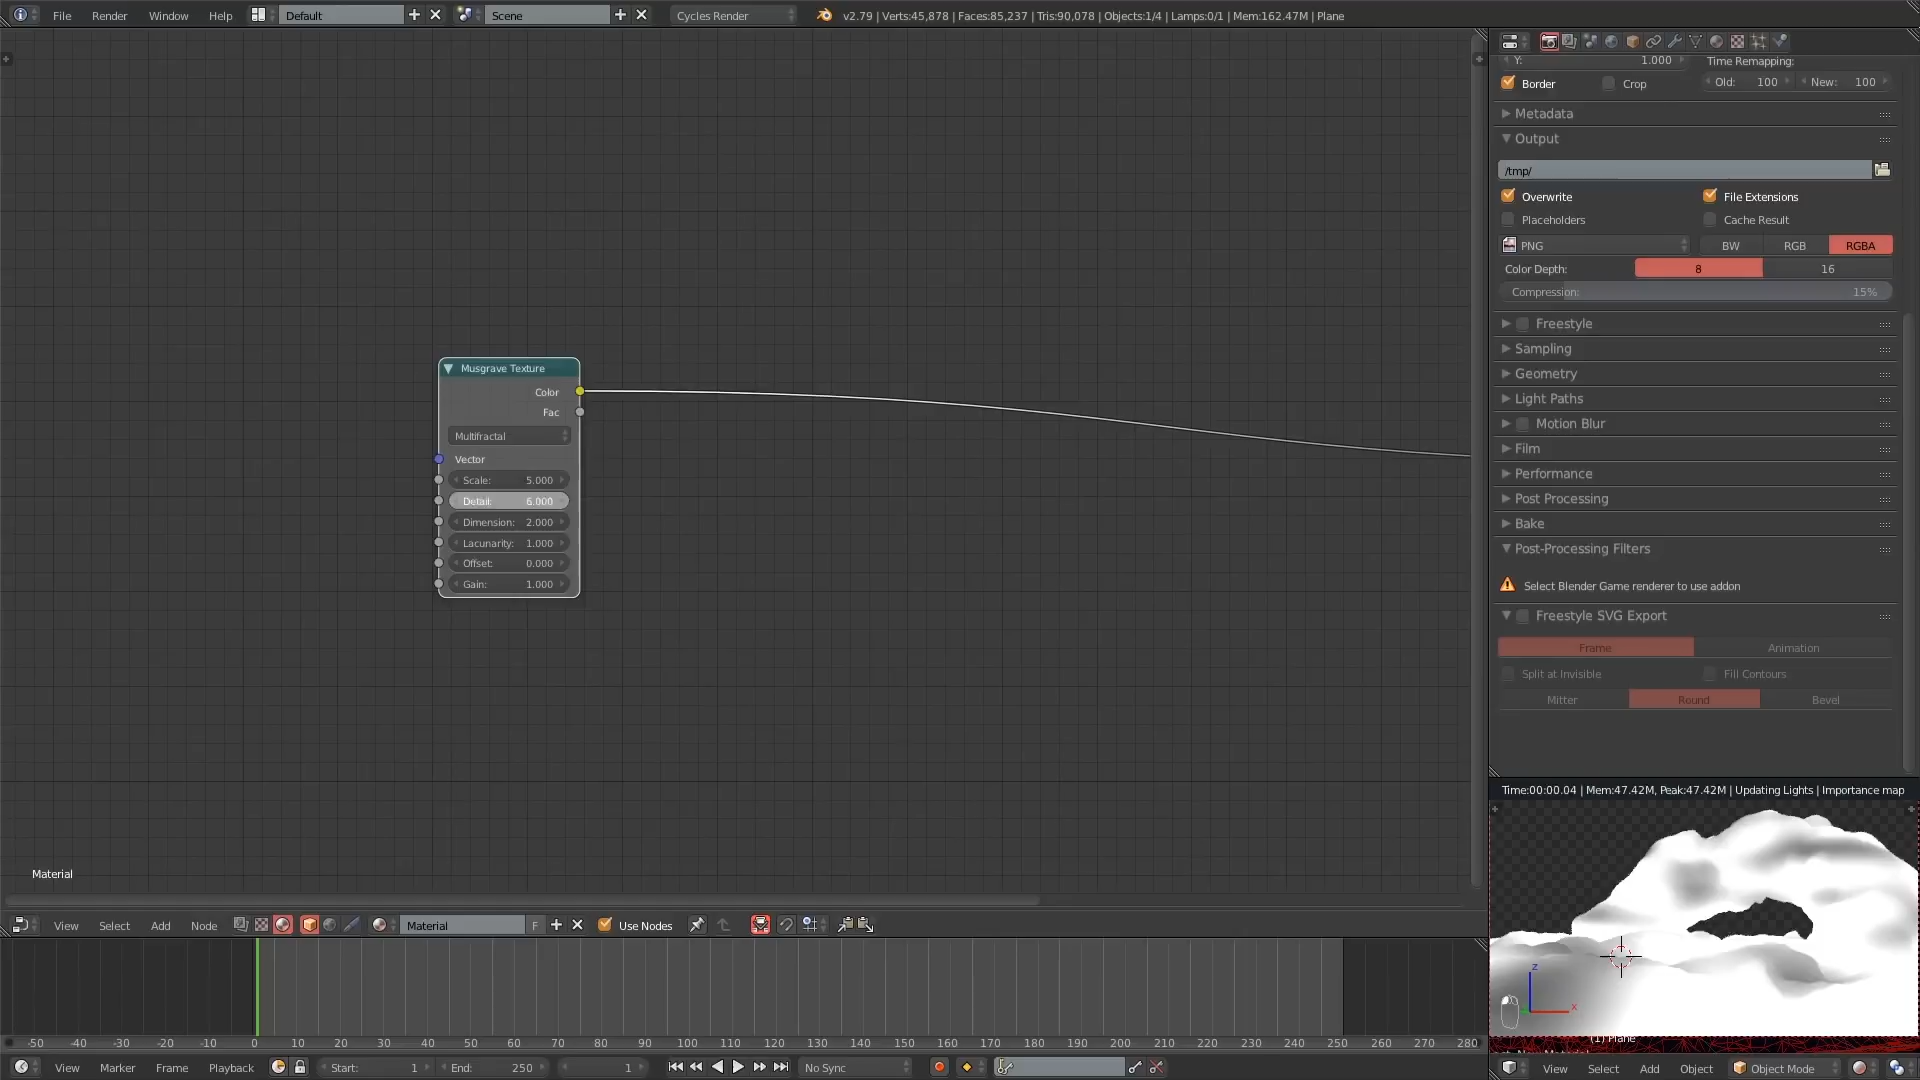 File Render Window Help Default Scene Cycles Render v2.79 | Verts:45,878 | Faces:85,237 | Tris:90,078 | Objects:1/4 | Lamps:0/1 | Mem:162.47M | Plane
Y: 1.000 Time Remapping:
Border Crop Old: 100 New: 100
Metadata
Output
/tmp/
Overwrite File Extensions
Placeholders Cache Result
PNG BW RGB RGBA
Color Depth: 8 16
Compression: 15%
Freestyle
Sampling
Geometry
Light Paths
Motion Blur
Film
Performance
Post Processing
Bake
Post-Processing Filters
Select Blender Game renderer to use addon
Freestyle SVG Export
Frame Animation
Split at Invisible Fill Contours
Mitter Round Bevel
Musgrave Texture
Color
Fac
Multifractal
Vector
Scale: 5.000
Detail: 6.000
Dimension: 2.000
Lacunarity: 1.000
Offset: 0.000
Gain: 1.000
Material
Time:00:00.04 | Mem:47.42M, Peak:47.42M | Updating Lights | Importance map
z
x
(1) Plane
View Select Add Node Material F Use Nodes
-50 -40 -30 -20 -10 0 10 20 30 40 50 60 70 80 90 100 110 120 130 140 150 160 170 180 190 200 210 220 230 240 250 260 270 280
View Marker Frame Playback Start: 1 End: 250 1 No Sync
View Select Add Object Object Mode